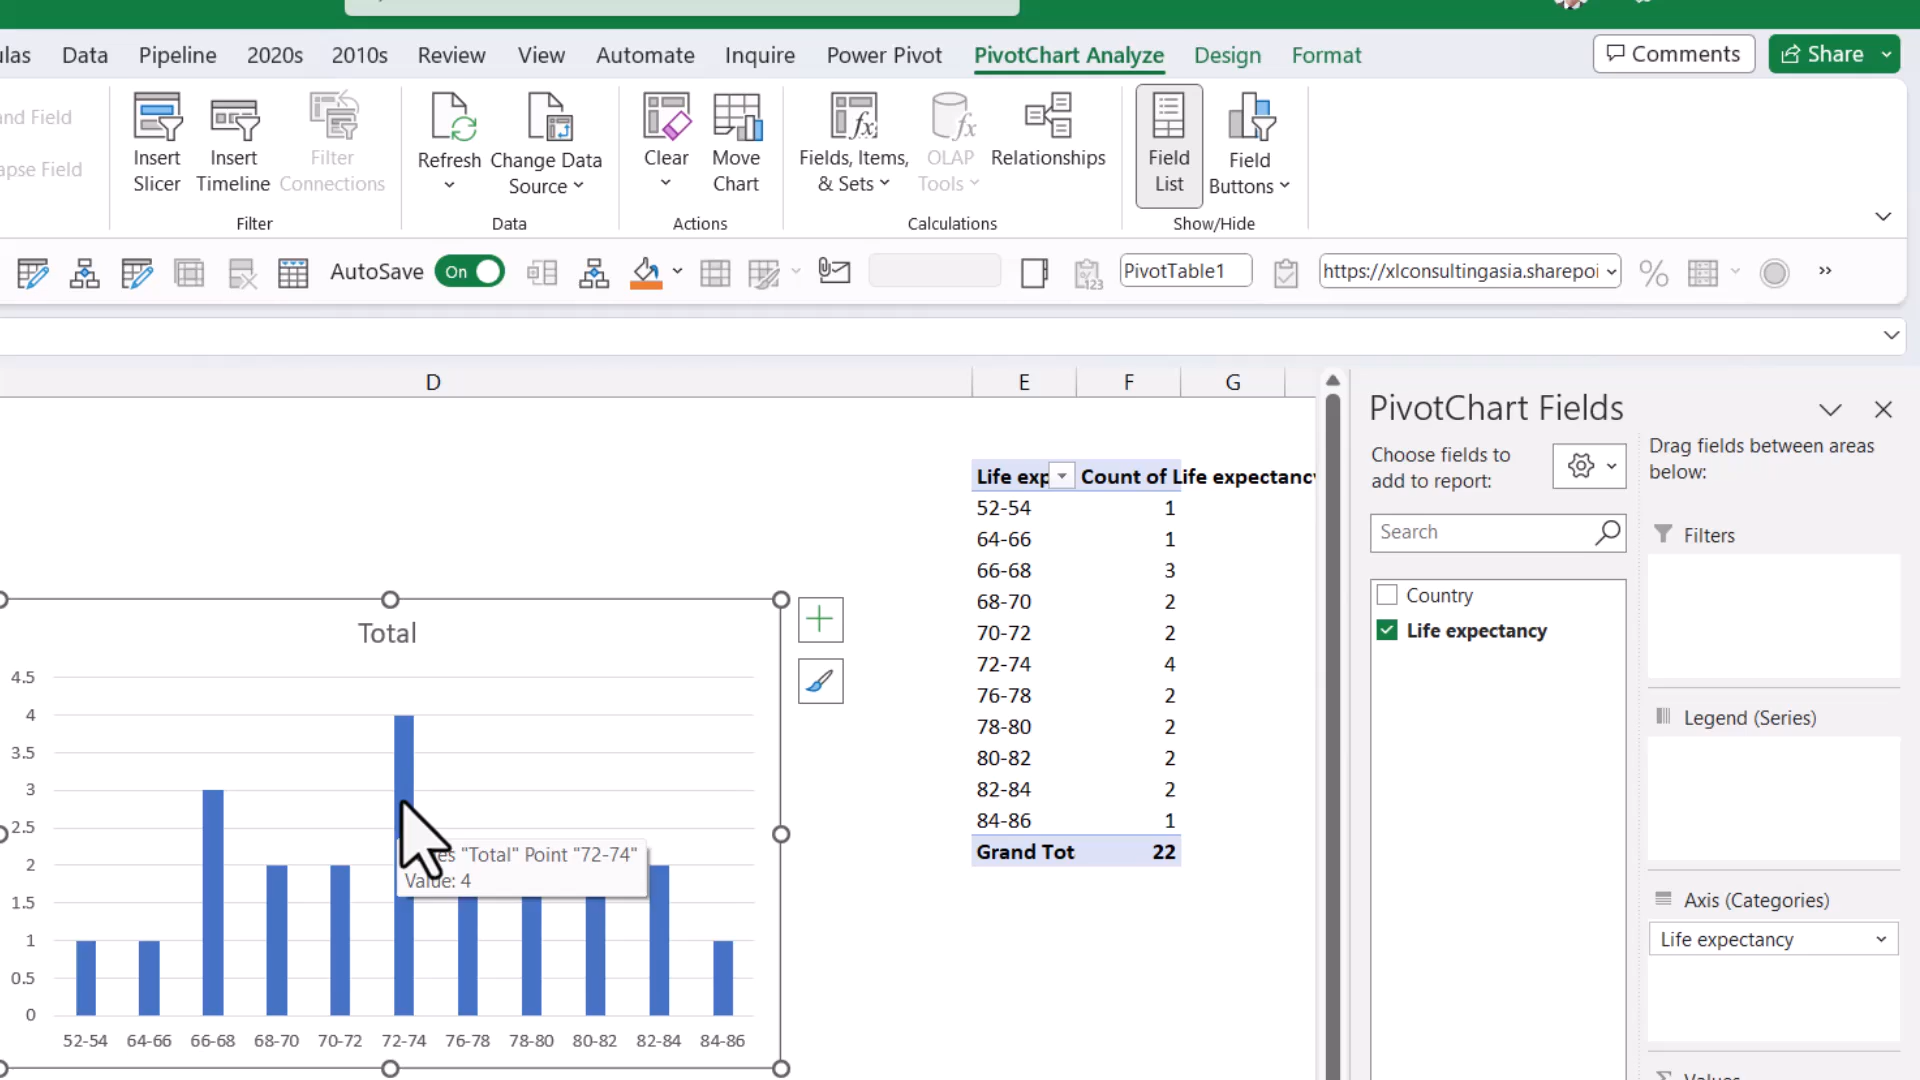 ulas Data Pipeline 2020s 2010s Review View Automate Inquire Power Pivot PivotChart Analyze Design Format Comments Share
and Field
apse Field
Insert Slicer
Insert Timeline
Filter Connections
Filter
Refresh
Change Data Source
Data
Clear
Move Chart
Actions
Fields, Items, & Sets
OLAP Tools
Relationships
Calculations
Field List
Field Buttons
Show/Hide
AutoSave On PivotTable1 https://xlconsultingasia.sharepoi
D E F G
Life exp Count of Life expectancy
52-54 1
64-66 1
66-68 3
68-70 2
70-72 2
72-74 4
76-78 2
78-80 2
80-82 2
82-84 2
84-86 1
Grand Tot 22
Total
4.5
4
3.5
3
2.5
2
1.5
1
0.5
0
es "Total" Point "72-74"
Value: 4
52-54 64-66 66-68 68-70 70-72 72-74 76-78 78-80 80-82 82-84 84-86
PivotChart Fields
Choose fields to
add to report:
Search
Country
Life expectancy
Drag fields between areas
below:
Filters
Legend (Series)
Axis (Categories)
Life expectancy
Values